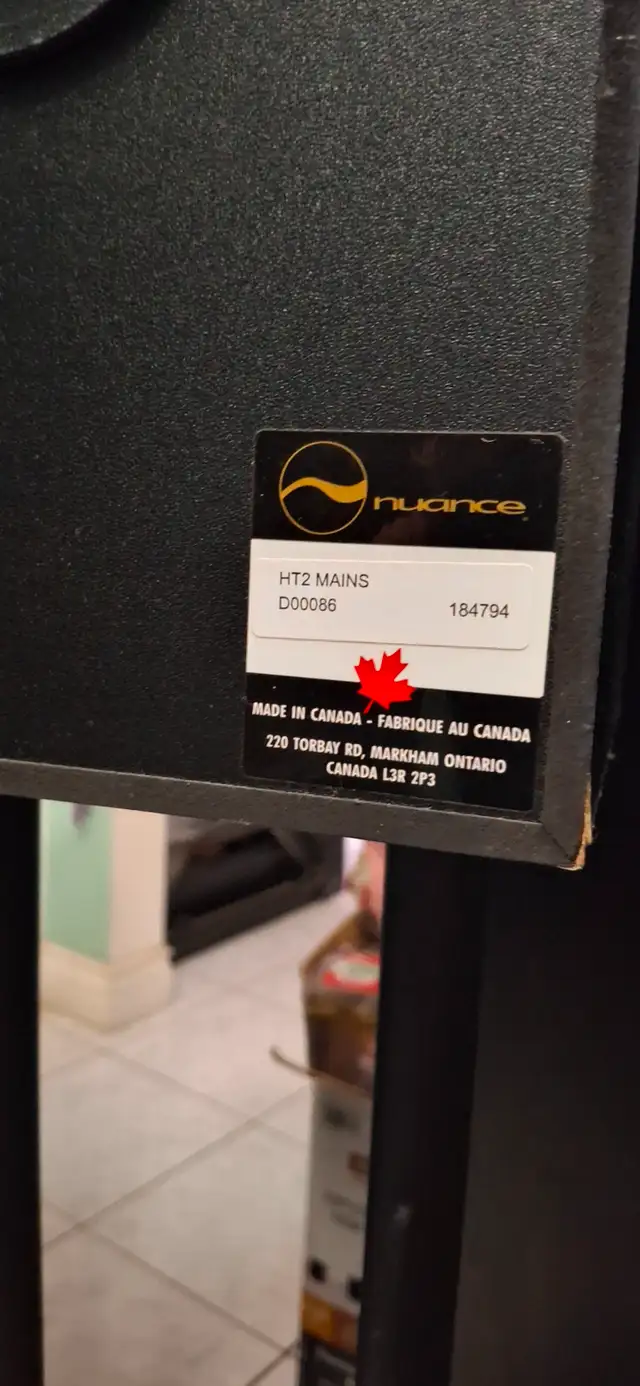 nuance
HT2 MAINS
D00086 184794
MADE IN CANADA - FABRIQUE AU CANADA
220 TORBAY RD, MARKHAM ONTARIO
CANADA L3R 2P3